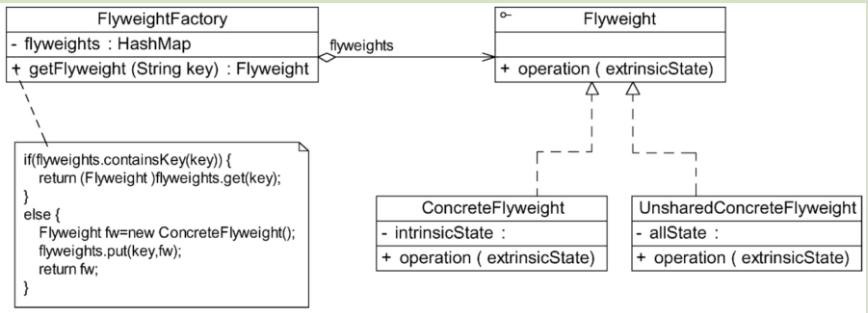 FlyweightFactory
- flyweights : HashMap
+ getFlyweight (String key) : Flyweight
flyweights
Flyweight
+ operation ( extrinsicState)
if(flyweights.containsKey(key)) {
return (Flyweight )flyweights.get(key);
}
else {
Flyweight fw=new ConcreteFlyweight();
flyweights.put(key,fw);
return fw;
}
ConcreteFlyweight
- intrinsicState :
+ operation ( extrinsicState)
UnsharedConcreteFlyweight
- allState :
+ operation ( extrinsicState)